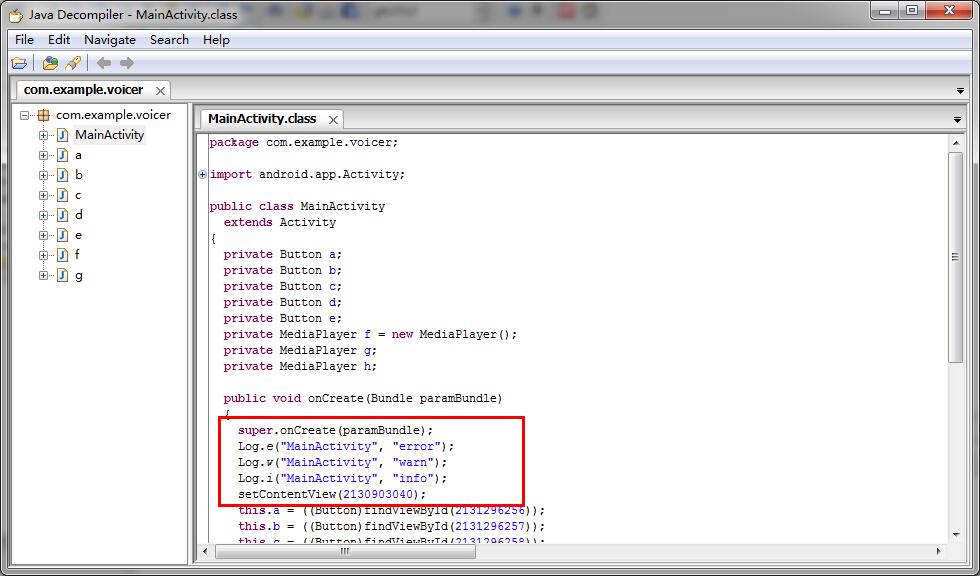 Java Decompiler - MainActivity.class
File Edit Navigate Search Help
com.example.voicer
com.example.voicer
MainActivity
a
b
c
d
e
f
g
MainActivity.class
package com.example.voicer;
import android.app.Activity;
public class MainActivity
extends Activity
{
private Button a;
private Button b;
private Button c;
private Button d;
private Button e;
private MediaPlayer f = new MediaPlayer();
private MediaPlayer g;
private MediaPlayer h;
public void onCreate(Bundle paramBundle)
{
super.onCreate(paramBundle);
Log.e("MainActivity", "error");
Log.w("MainActivity", "warn");
Log.i("MainActivity", "info");
setContentView(2130903040);
this.a = ((Button)findViewById(2131296256));
this.b = ((Button)findViewById(2131296257));
this.c = ((Button)findViewById(2131296258));